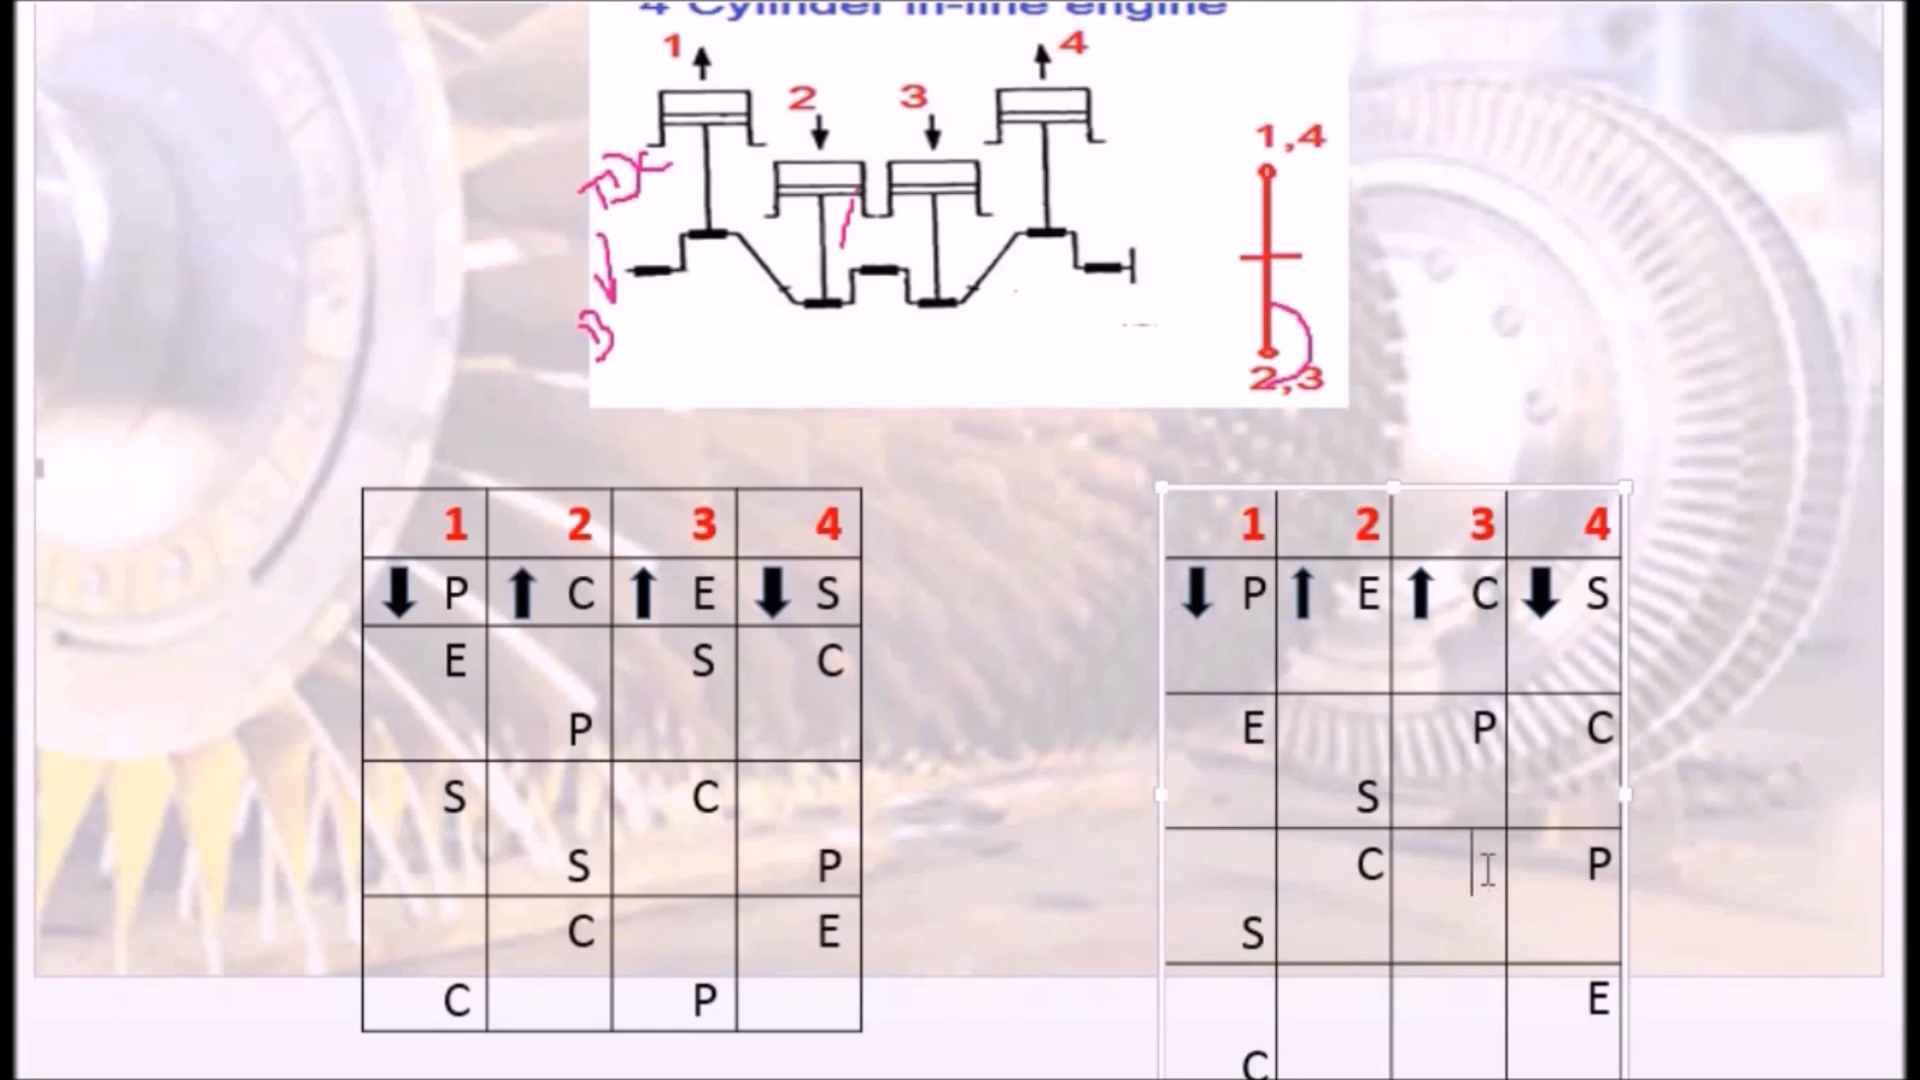 4 Cylinder in-line engine
1 4
2 3
1,4
2,3
1 2 3 4
P C E S
E S C
P
S C
S P
C E
C P
1 2 3 4
P E C S
E P C
S
C P
S
E
C